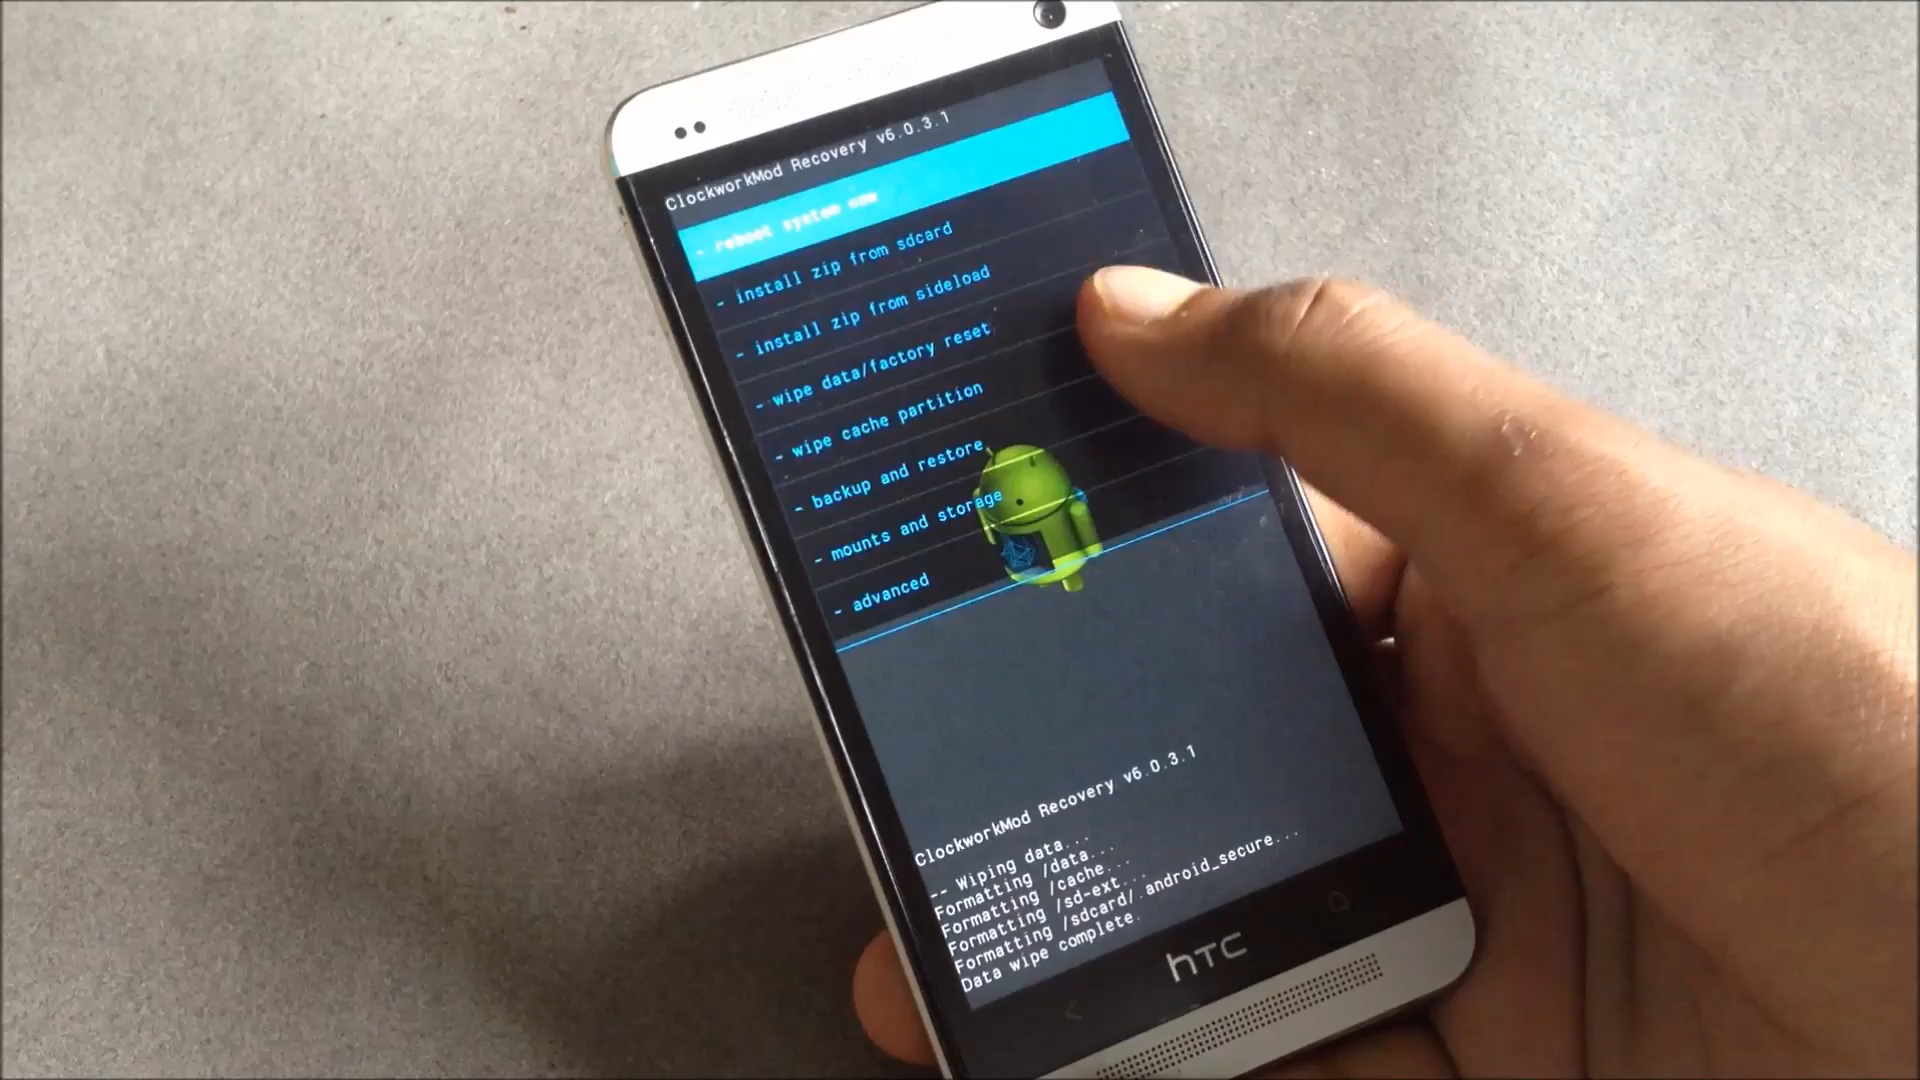 ClockworkMod Recovery v6.0.3.1
- reboot system now
- install zip from sdcard
- install zip from sideload
- wipe data/factory reset
- wipe cache partition
- backup and restore
- mounts and storage
- advanced
ClockworkMod Recovery v6.0.3.1
-- Wiping data...
Formatting /data...
Formatting /cache...
Formatting /sd-ext...
Formatting /sdcard/.android_secure...
Data wipe complete.
hTC